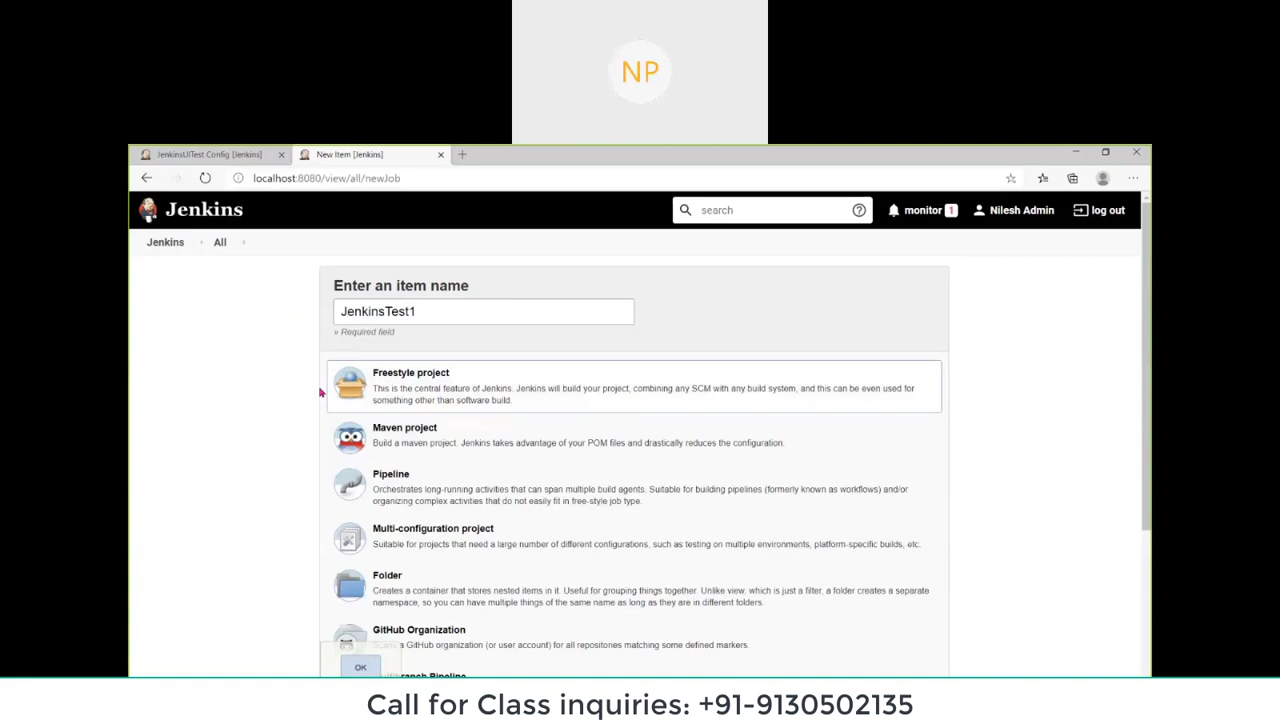 NP
JenkinsUITest Config [Jenkins]
New Item [Jenkins]
localhost:8080/view/all/newJob
Jenkins
search
monitor 1
Nilesh Admin
log out
Jenkins
All
Enter an item name
JenkinsTest1
» Required field
Freestyle project
This is the central feature of Jenkins. Jenkins will build your project, combining any SCM with any build system, and this can be even used for
something other than software build.
Maven project
Build a maven project. Jenkins takes advantage of your POM files and drastically reduces the configuration.
Pipeline
Orchestrates long-running activities that can span multiple build agents. Suitable for building pipelines (formerly known as workflows) and/or
organizing complex activities that do not easily fit in free-style job type.
Multi-configuration project
Suitable for projects that need a large number of different configurations, such as testing on multiple environments, platform-specific builds, etc.
Folder
Creates a container that stores nested items in it. Useful for grouping things together. Unlike view, which is just a filter, a folder creates a separate
namespace, so you can have multiple things of the same name as long as they are in different folders.
GitHub Organization
a GitHub organization (or user account) for all repositories matching some defined markers.
OK
Pipeline
Call for Class inquiries: +91-9130502135